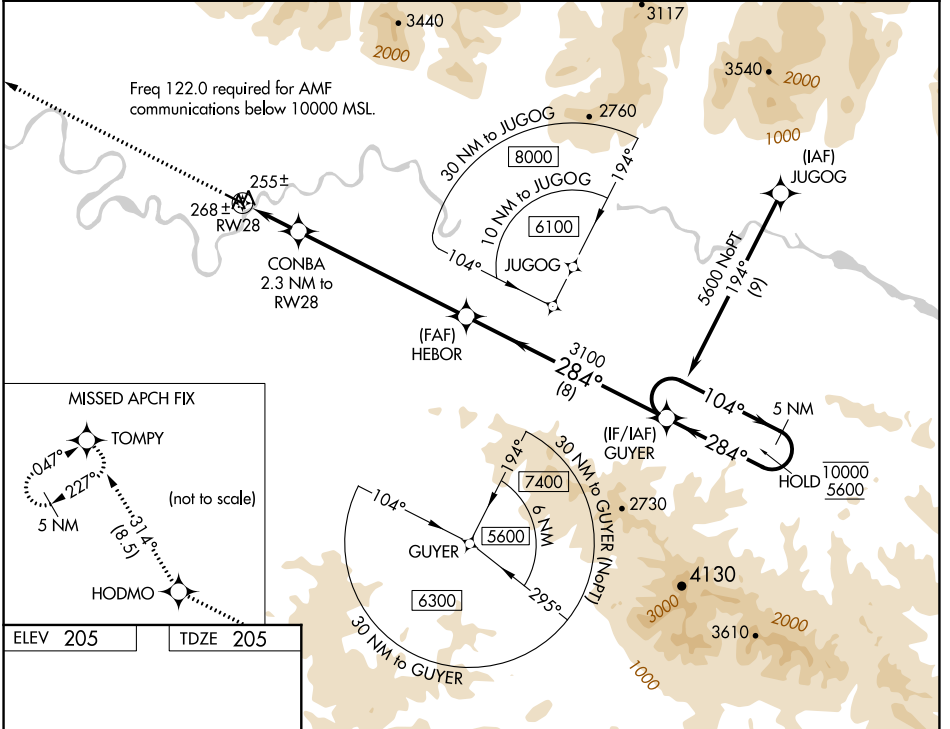 3440
3117
2000
3540
2000
Freq 122.0 required for AMF
communications below 10000 MSL.
2760
1000
30 NM to JUGOG
8000
194°
(IAF)
JUGOG
10 NM to JUGOG
255±
268±
RW28
6100
104°
JUGOG
5600 NoPT
194°
(9)
CONBA
2.3 NM to
RW28
(FAF)
HEBOR
3100
284°
(8)
104°
5 NM
(IF/IAF)
GUYER
284°
HOLD
10000
5600
MISSED APCH FIX
TOMPY
047°
227°
5 NM
(not to scale)
314°
(8.5)
HODMO
194°
30 NM to GUYER (NoPT)
7400
104°
6 NM
2730
GUYER
5600
6300
295°
30 NM to GUYER
4130
3000
2000
3610
1000
ELEV 205
TDZE 205